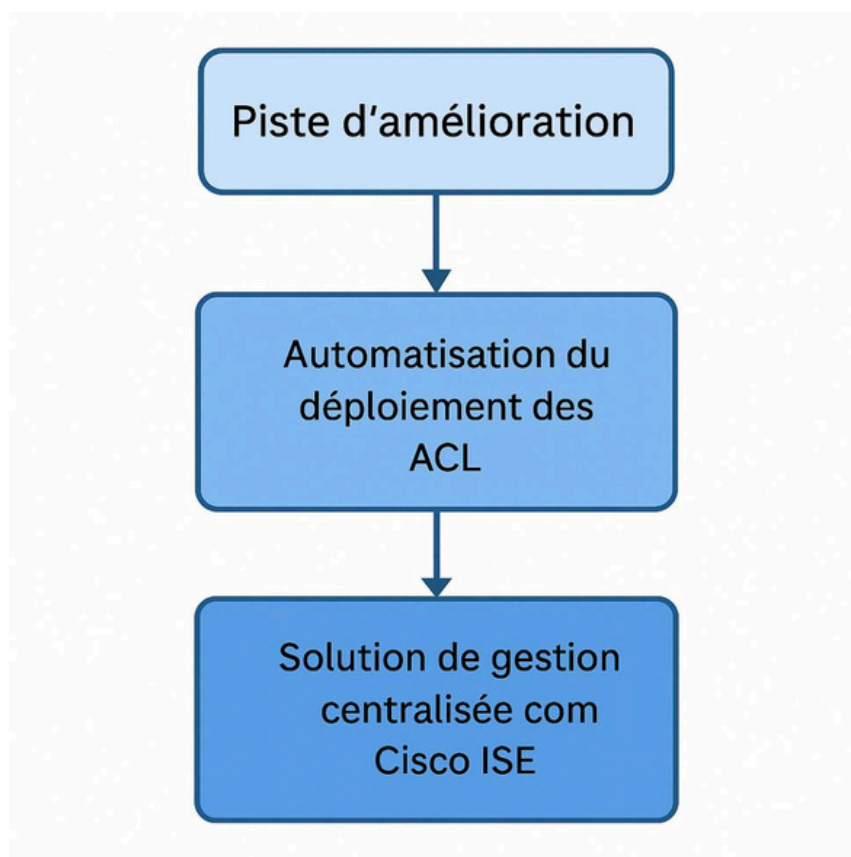 Piste d‘amélioration
Automatisation du
déploiement des
ACL
Solution de gestion
centralisée com
Cisco ISE